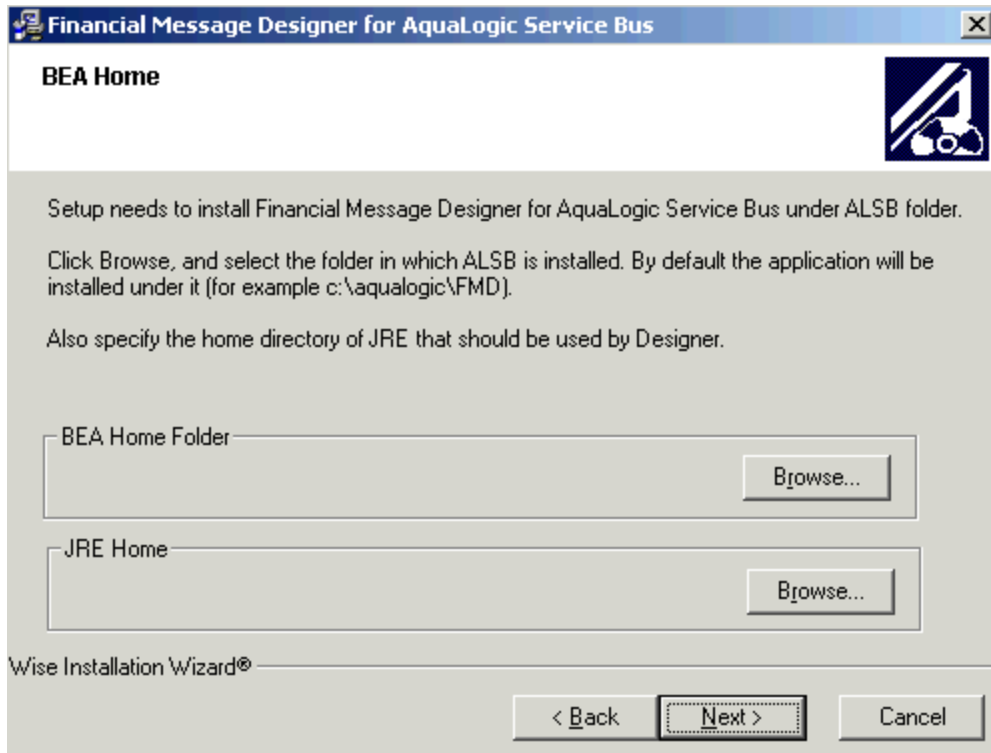 Financial Message Designer for AquaLogic Service Bus
BEA Home
Setup needs to install Financial Message Designer for AquaLogic Service Bus under ALSB folder.
Click Browse, and select the folder in which ALSB is installed. By default the application will be
installed under it (for example c:\aqualogic\FMD).
Also specify the home directory of JRE that should be used by Designer.
BEA Home Folder
Browse...
JRE Home
Browse...
Wise Installation Wizard®
< Back Next > Cancel